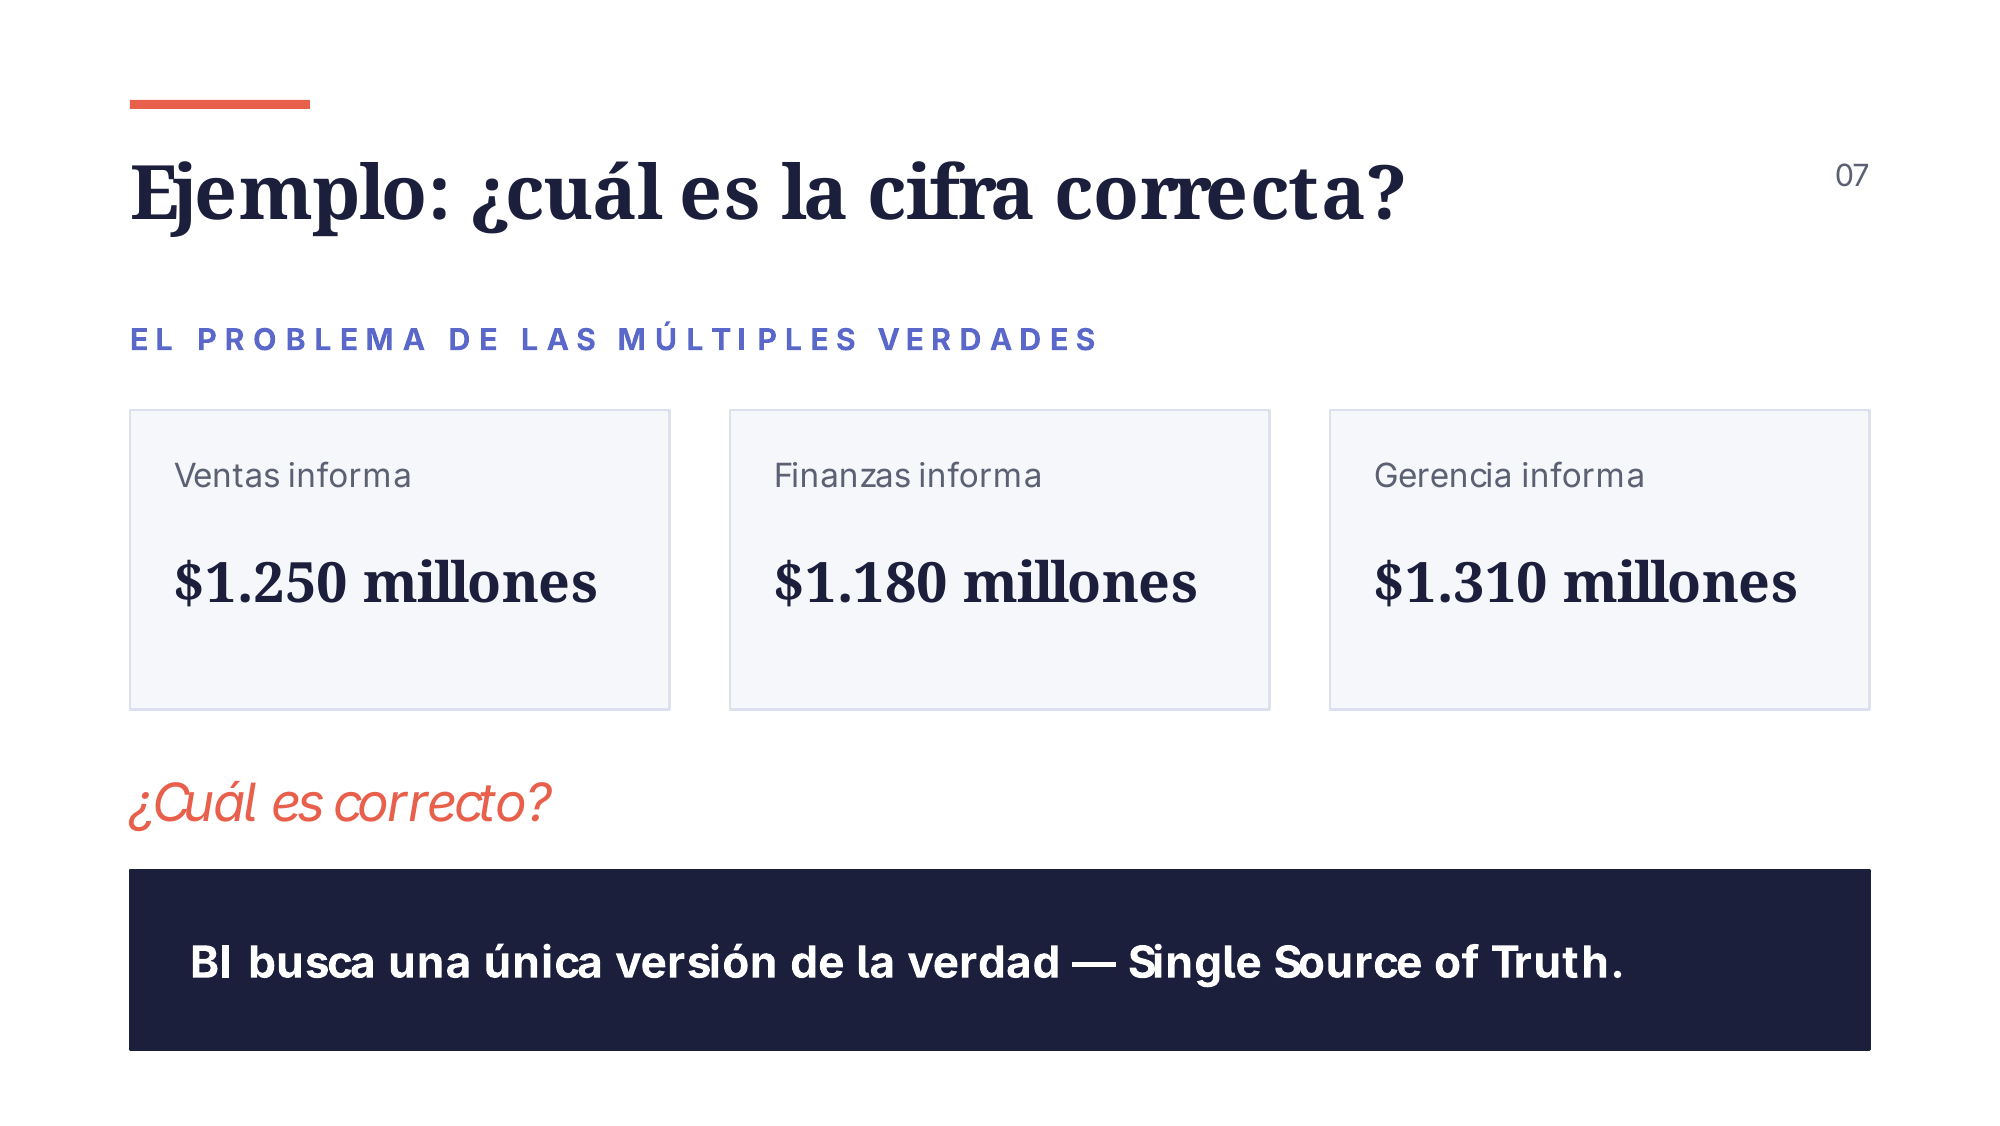 Ejemplo: ¿cuál es la cifra correcta?
07
EL PROBLEMA DE LAS MÚLTIPLES VERDADES
Ventas informa
$1.250 millones
Finanzas informa
$1.180 millones
Gerencia informa
$1.310 millones
¿Cuál es correcto?
BI busca una única versión de la verdad — Single Source of Truth.